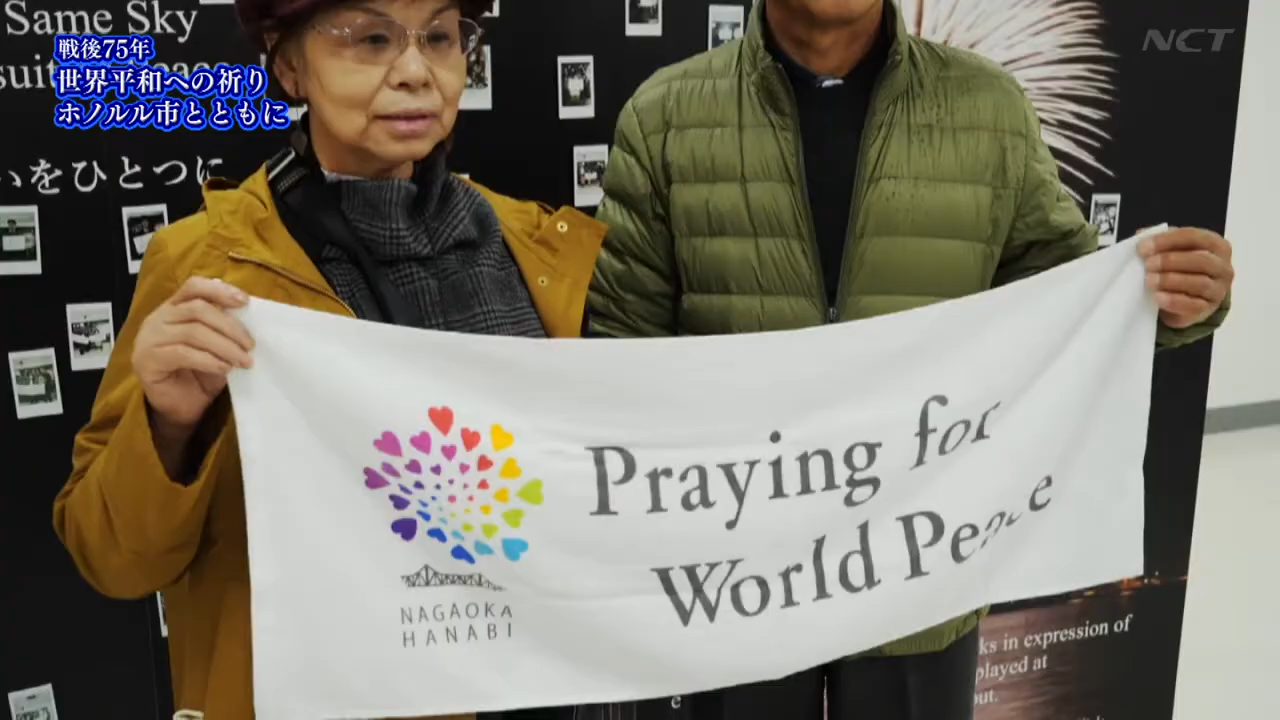 Same Sky
戦後75年
世界平和への祈り
ホノルル市とともに
NCT
いをひとつに
Praying for
World Peace
NAGAOKA
HANABI
ks in expression of
played at
out.
e